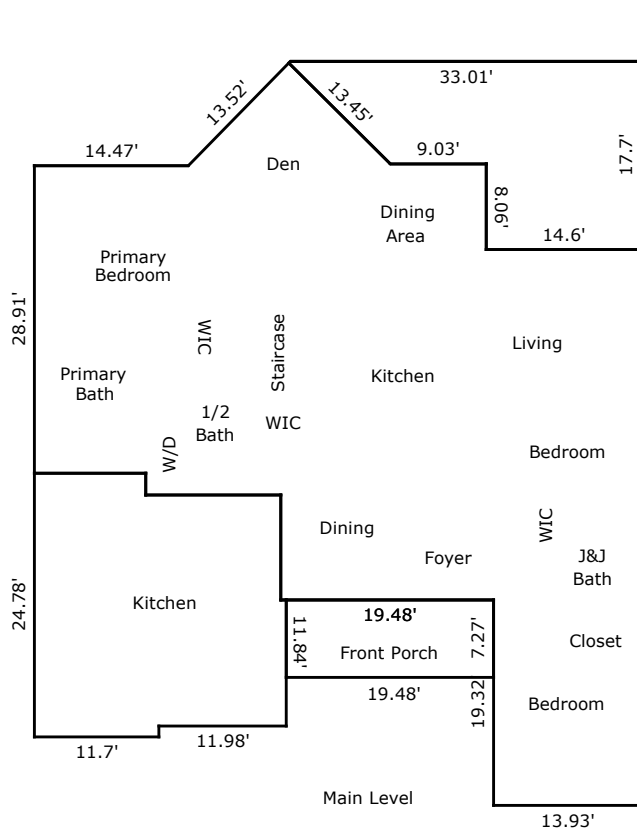 33.01'
13.52'
13.45'
17.7'
14.47'
9.03'
Den
8.06'
Dining
Area
14.6'
Primary
Bedroom
28.91'
WIC
Staircase
Living
Primary
Bath
Kitchen
1/2
Bath
WIC
W/D
Bedroom
WIC
Dining
Foyer
J&J
Bath
24.78'
Kitchen
19.48'
11.84'
Front Porch
7.27'
Closet
19.48'
19.32
Bedroom
11.7'
11.98'
Main Level
13.93'